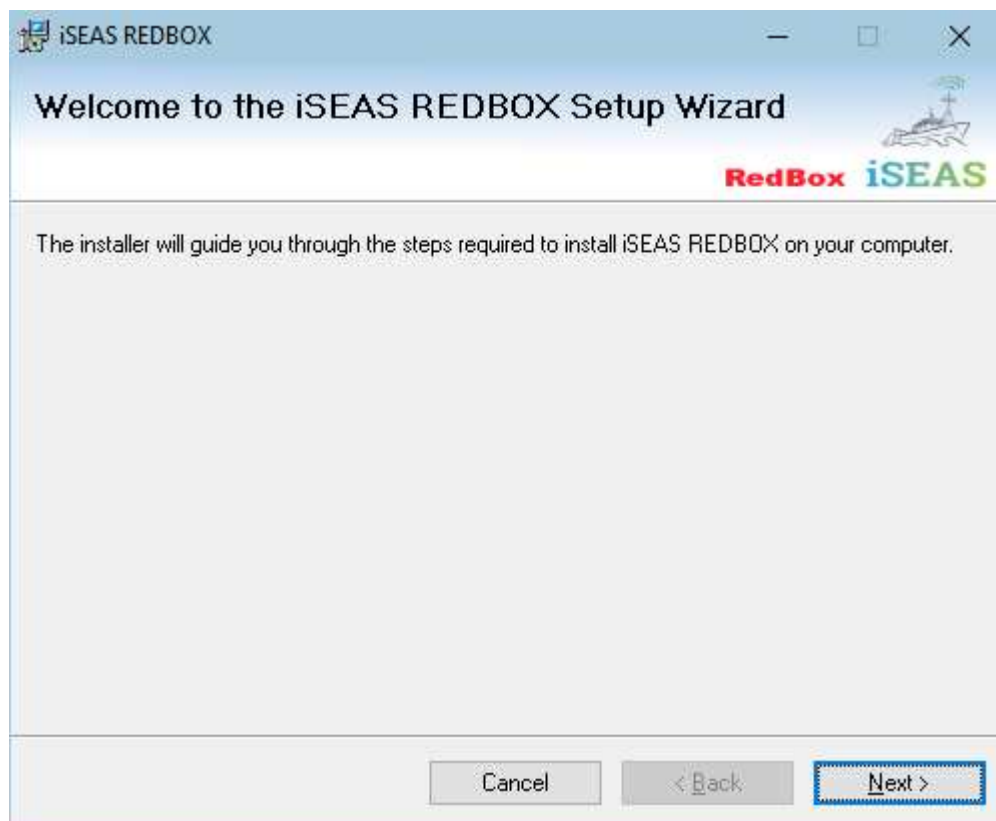 iSEAS REDBOX
Welcome to the iSEAS REDBOX Setup Wizard
RedBox iSEAS
The installer will guide you through the steps required to install iSEAS REDBOX on your computer.
Cancel < Back Next >